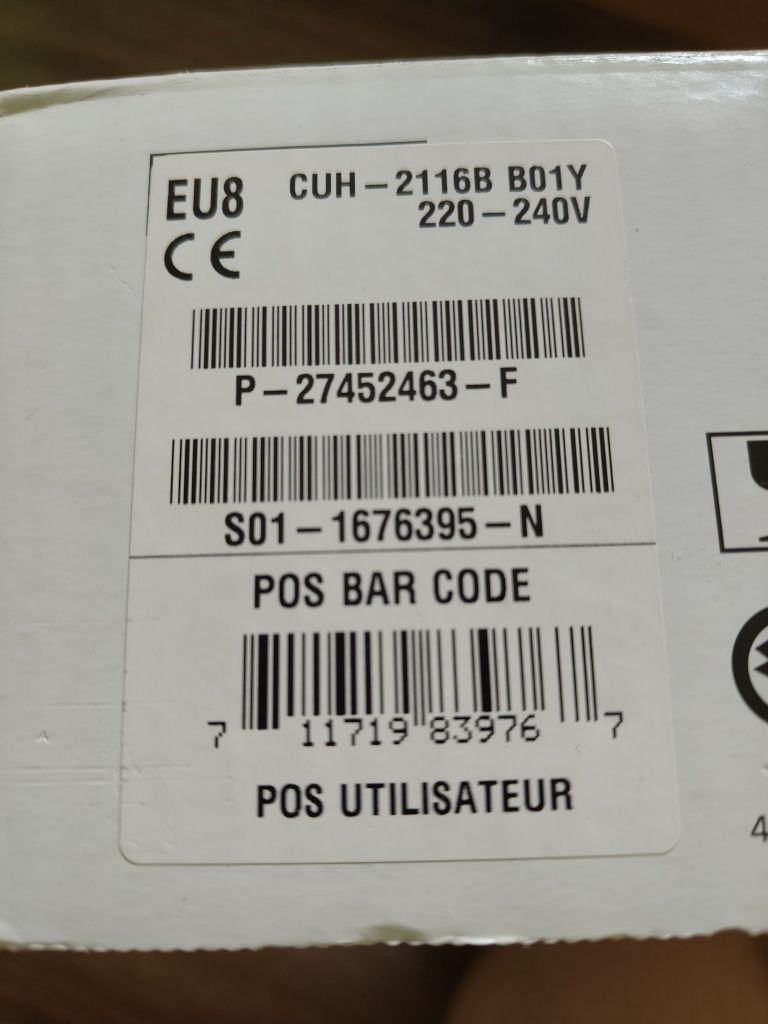 EU8
CUH-2116B B01Y
220-240V
CE
P-27452463-F
S01-1676395-N
POS BAR CODE
7 11719 83976 7
POS UTILISATEUR
4